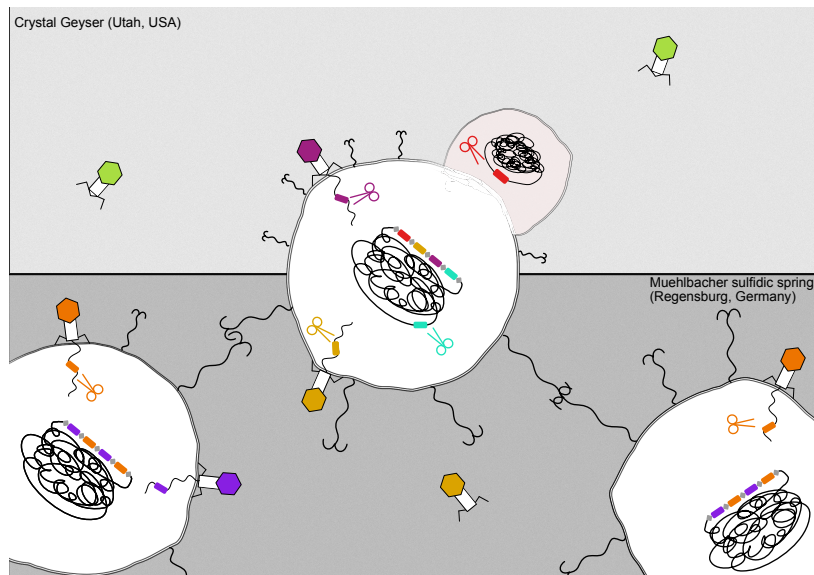 Crystal Geyser (Utah, USA)
Muehlbacher sulfidic spring
(Regensburg, Germany)